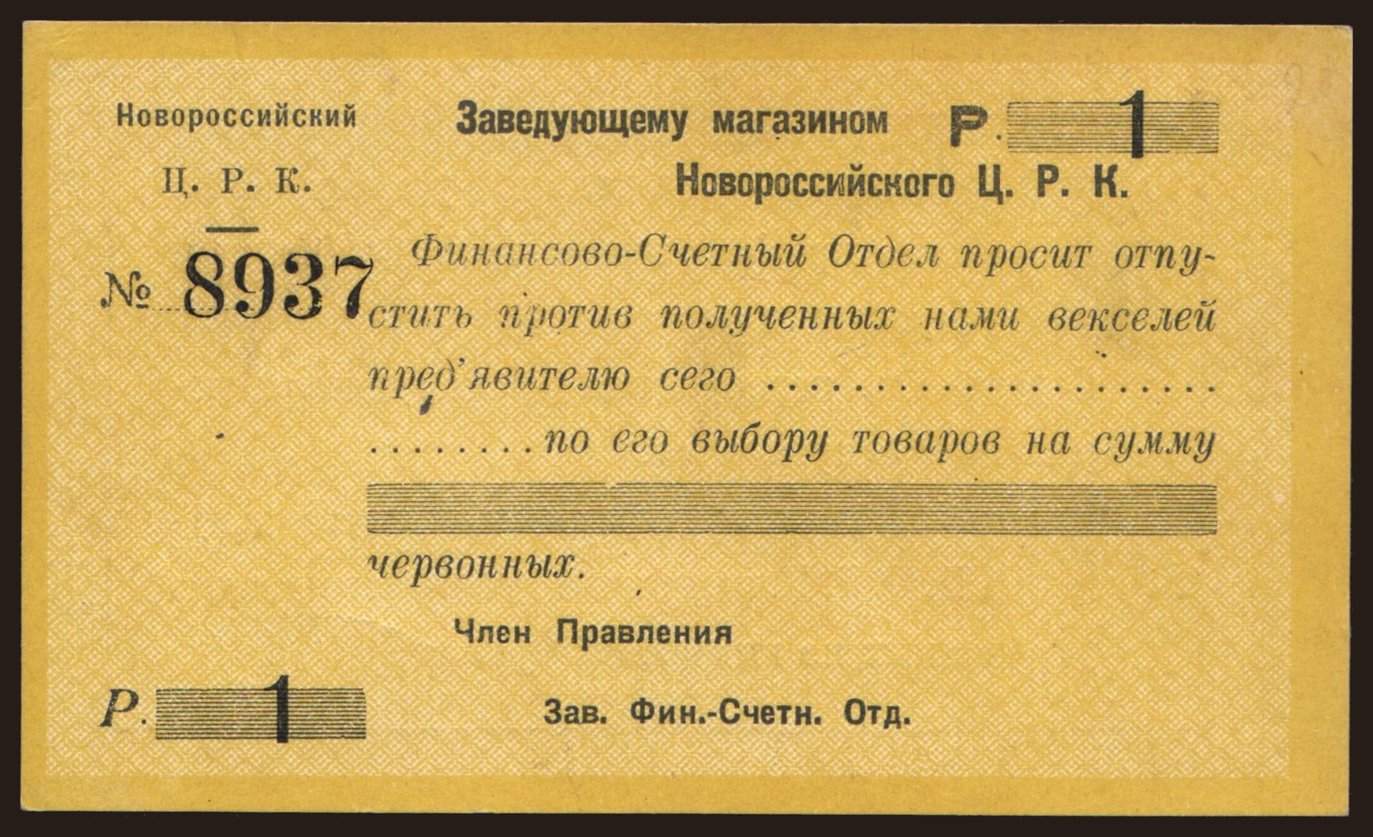 Новороссийский
Ц. Р. К.
№ 8937
Заведующему магазином Р. 1
Новороссийского Ц. Р. К.
Финансово-Счетный Отдел просит отпу-
стить против полученных нами векселей
пред'явителю сего ......................
........ по его выбору товаров на сумму
червонных.
Член Правления
Р. 1
Зав. Фин.-Счетн. Отд.